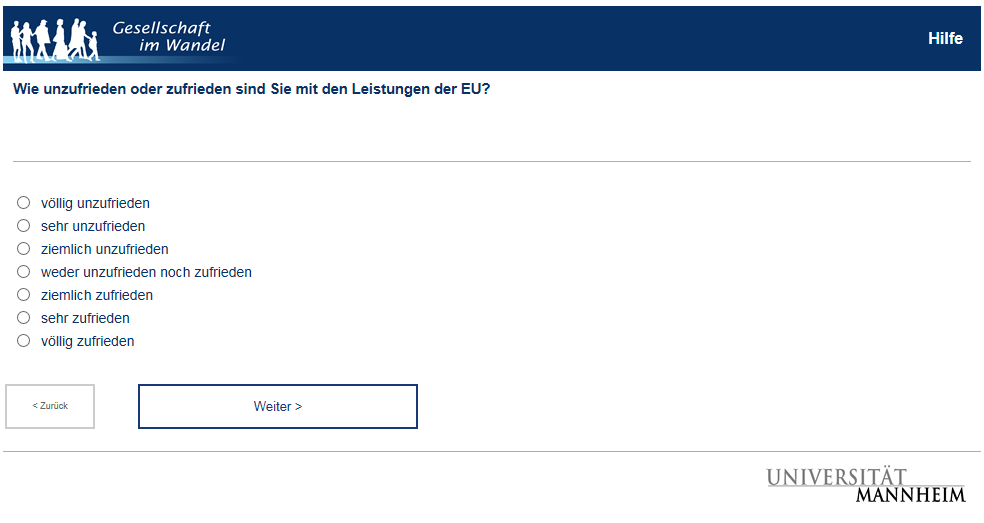 Gesellschaft
im Wandel
Hilfe
Wie unzufrieden oder zufrieden sind Sie mit den Leistungen der EU?
völlig unzufrieden
sehr unzufrieden
ziemlich unzufrieden
weder unzufrieden noch zufrieden
ziemlich zufrieden
sehr zufrieden
völlig zufrieden
< Zurück
Weiter >
UNIVERSITÄT
MANNHEIM